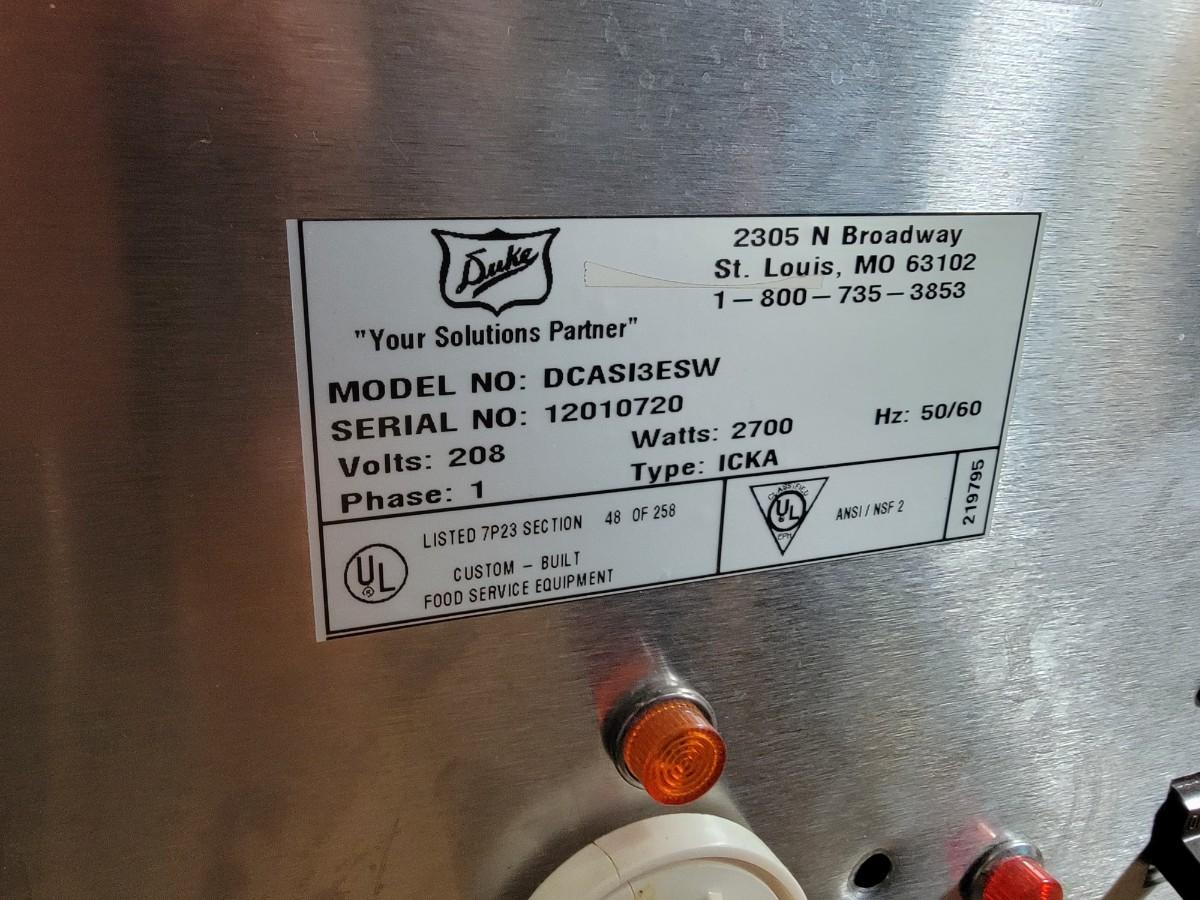 Duke
2305 N Broadway
St. Louis, MO 63102
1-800-735-3853
"Your Solutions Partner"
MODEL NO: DCASI3ESW
SERIAL NO: 12010720
Volts: 208 Watts: 2700 Hz: 50/60
Phase: 1 Type: ICKA
UL
®
LISTED 7P23 SECTION 48 OF 258
CUSTOM - BUILT
FOOD SERVICE EQUIPMENT
CLASSIFIED
UL
EPH
ANSI / NSF 2
219795